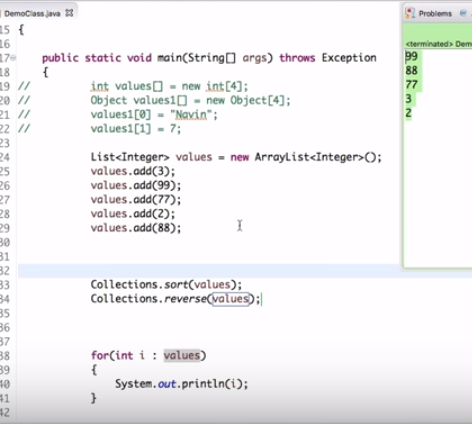 DemoClass.java
15 {
16
17 public static void main(String[] args) throws Exception
18 {
19 // int values[] = new int[4];
20 // Object values1[] = new Object[4];
21 // values1[0] = "Navin";
22 // values1[1] = 7;
23
24 List<Integer> values = new ArrayList<Integer>();
25 values.add(3);
26 values.add(99);
27 values.add(77);
28 values.add(2);
29 values.add(88);
30
31
32
33 Collections.sort(values);
34 Collections.reverse(values);
35
36
37
38 for(int i : values)
39 {
40 System.out.println(i);
41 }
42
Problems
<terminated> Dem
99
88
77
3
2